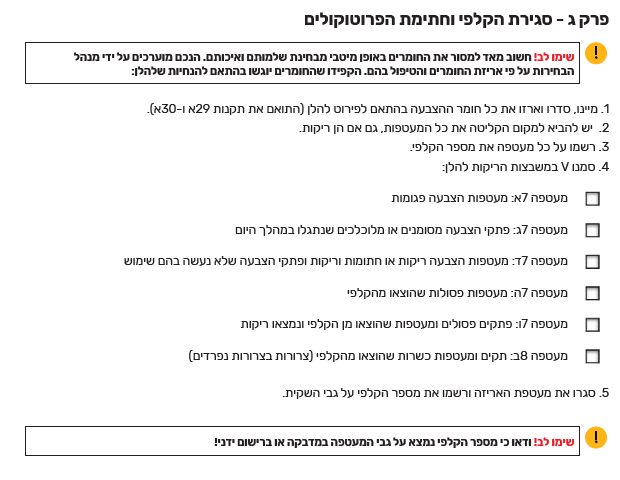 פרק ג - סגירת הקלפי וחתימת הפרוטוקולים
שימו לב! חשוב מאד למסור את החומרים באופן מיטבי מבחינת שלמותם ואיכותם. הנכם מוערכים על ידי מנהל
הבחירות על פי אריזת החומרים והטיפול בהם. הקפידו שהחומרים יוגשו בהתאם להנחיות שלהלן:
1. מיינו, סדרו וארזו את כל חומר ההצבעה בהתאם לפירוט להלן (התואם את תקנות 29א ו-30א).
2. יש להביא למקום הקליטה את כל המעטפות, גם אם הן ריקות.
3. רשמו על כל מעטפה את מספר הקלפי.
4. סמנו V במשבצות הריקות להלן:
מעטפה 7א: מעטפות הצבעה פגומות
מעטפה 7ג: פתקי הצבעה מסומנים או מלוכלכים שנתגלו במהלך היום
מעטפה 7ד: מעטפות הצבעה ריקות או חתומות וריקות ופתקי הצבעה שלא נעשה בהם שימוש
מעטפה 7ה: מעטפות פסולות שהוצאו מהקלפי
מעטפה 7ו: פתקים פסולים ומעטפות שהוצאו מן הקלפי ונמצאו ריקות
מעטפה 8ב: תקים ומעטפות כשרות שהוצאו מהקלפי (צרורות בצרורות נפרדים)
5. סגרו את מעטפת האריזה ורשמו את מספר הקלפי על גבי השקית.
שימו לב! ודאו כי מספר הקלפי נמצא על גבי המעטפה במדבקה או ברישום ידני!